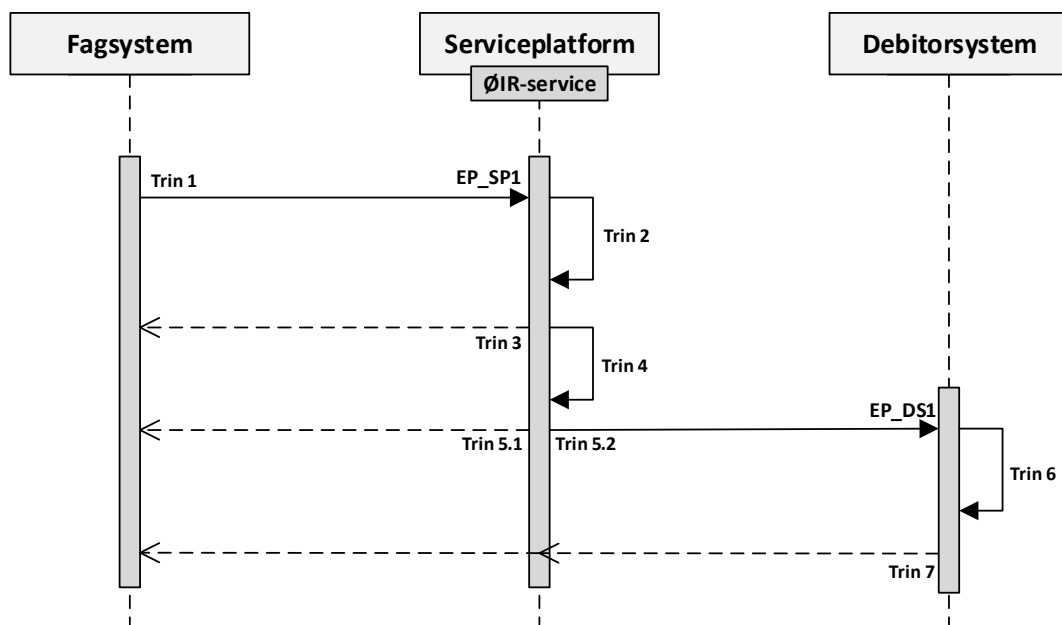 Fagsystem
Serviceplatform
Debitorsystem
ØIR-service
Trin 1
EP_SP1
Trin 2
Trin 3
Trin 4
EP_DS1
Trin 5.1
Trin 5.2
Trin 6
Trin 7